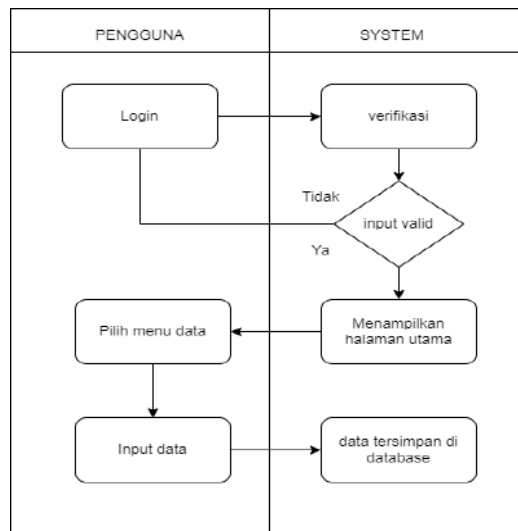 PENGGUNA
SYSTEM
Login
verifikasi
Tidak
input valid
Ya
Pilih menu data
Menampilkan
halaman utama
Input data
data tersimpan di
database